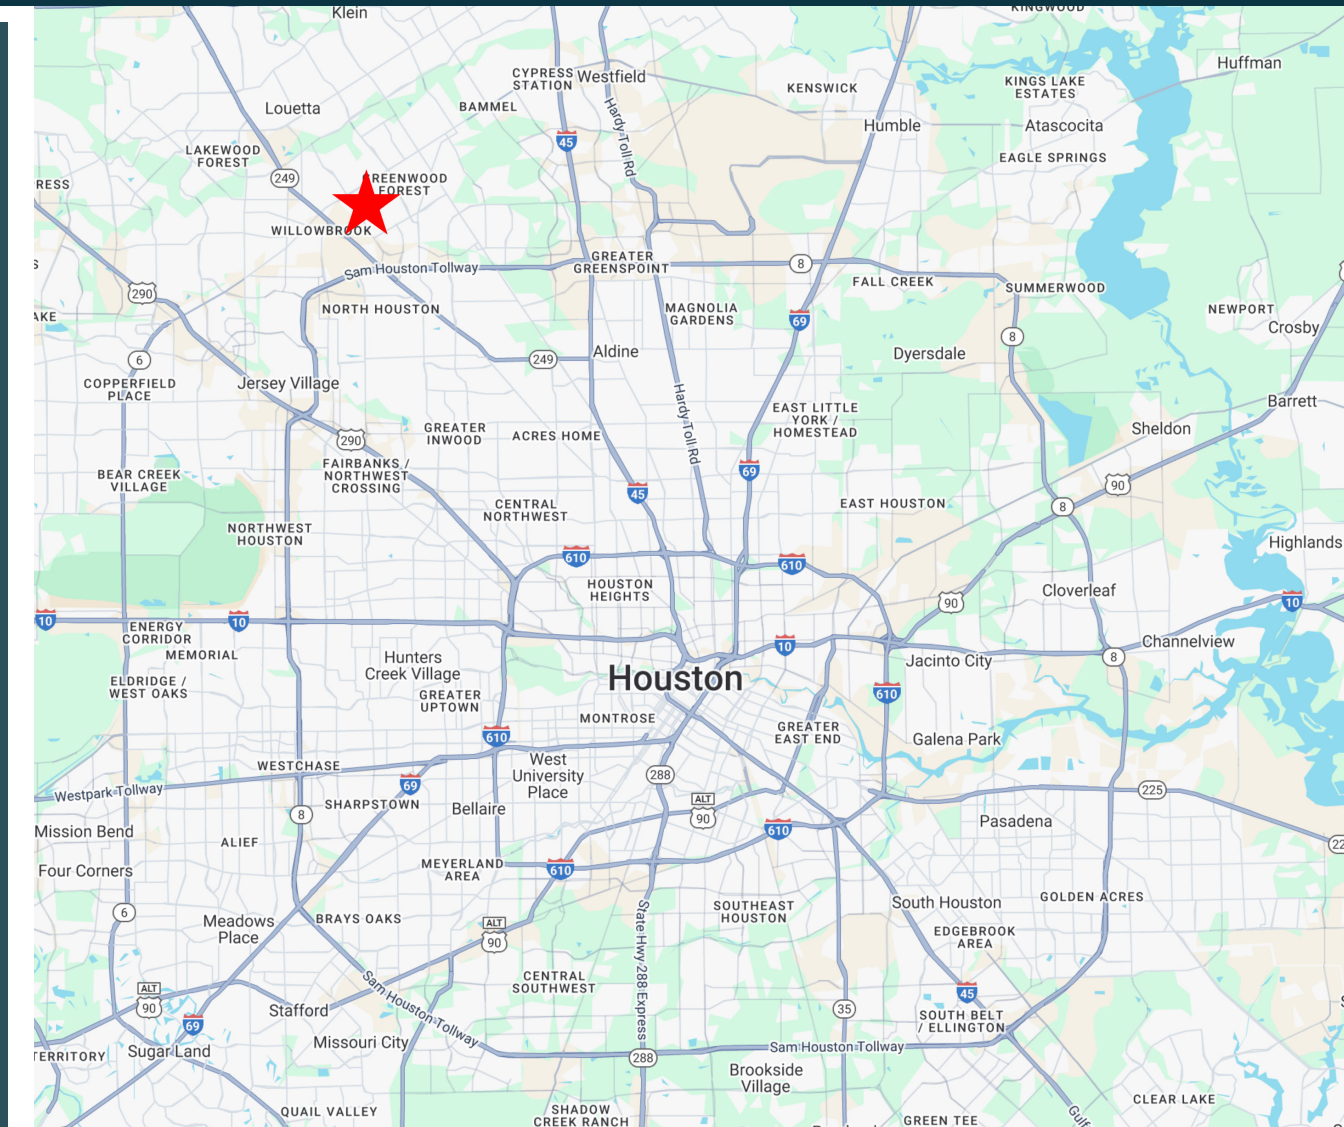 Klein
KINGWOOD
CYPRESS
STATION
Westfield
Huffman
KENSWICK
KINGS LAKE
ESTATES
Louetta
BAMMEL
Hardy Toll Rd
Humble
Atascocita
45
LAKEWOOD
FOREST
EAGLE SPRINGS
249
FOREST
RESS
WILLOWBROOK
GREATER
GREENSPOINT
Sam Houston Tollway
8
FALL CREEK
SUMMERWOOD
290
NORTH HOUSTON
MAGNOLIA
GARDENS
69
NEWPORT
Crosby
AKE
8
6
249
Aldine
Dyersdale
COPPERFIELD
PLACE
Jersey Village
Hardy Toll Rd
EAST LITTLE
YORK /
HOMESTEAD
Barrett
290
GREATER
INWOOD
ACRES HOME
Sheldon
FAIRBANKS /
NORTHWEST
CROSSING
BEAR CREEK
VILLAGE
69
90
45
CENTRAL
NORTHWEST
EAST HOUSTON
8
NORTHWEST
HOUSTON
Highlands
610
610
HOUSTON
HEIGHTS
Cloverleaf
90
10
10
10
ENERGY
CORRIDOR
MEMORIAL
10
Channelview
Hunters
Creek Village
Jacinto City
8
ELDRIDGE /
WEST OAKS
GREATER
UPTOWN
Houston
610
MONTROSE
610
GREATER
EAST END
Galena Park
WESTCHASE
West
University
Place
288
Westpark Tollway
69
225
SHARPSTOWN
Bellaire
ALT
90
8
610
Pasadena
Mission Bend
ALIEF
22
Four Corners
MEYERLAND
AREA
610
6
Meadows
Place
BRAYS OAKS
ALT
90
State Hwy 288 Express
SOUTHEAST
HOUSTON
South Houston
GOLDEN ACRES
EDGEBROOK
AREA
CENTRAL
SOUTHWEST
ALT
90
Sam Houston Tollway
45
69
Stafford
35
SOUTH BELT
/ ELLINGTON
Missouri City
TERRITORY
Sugar Land
288
Sam Houston Tollway
Brookside
Village
QUAIL VALLEY
SHADOW
CREEK RANCH
GREEN TEE
Gulf
CLEAR LAKE